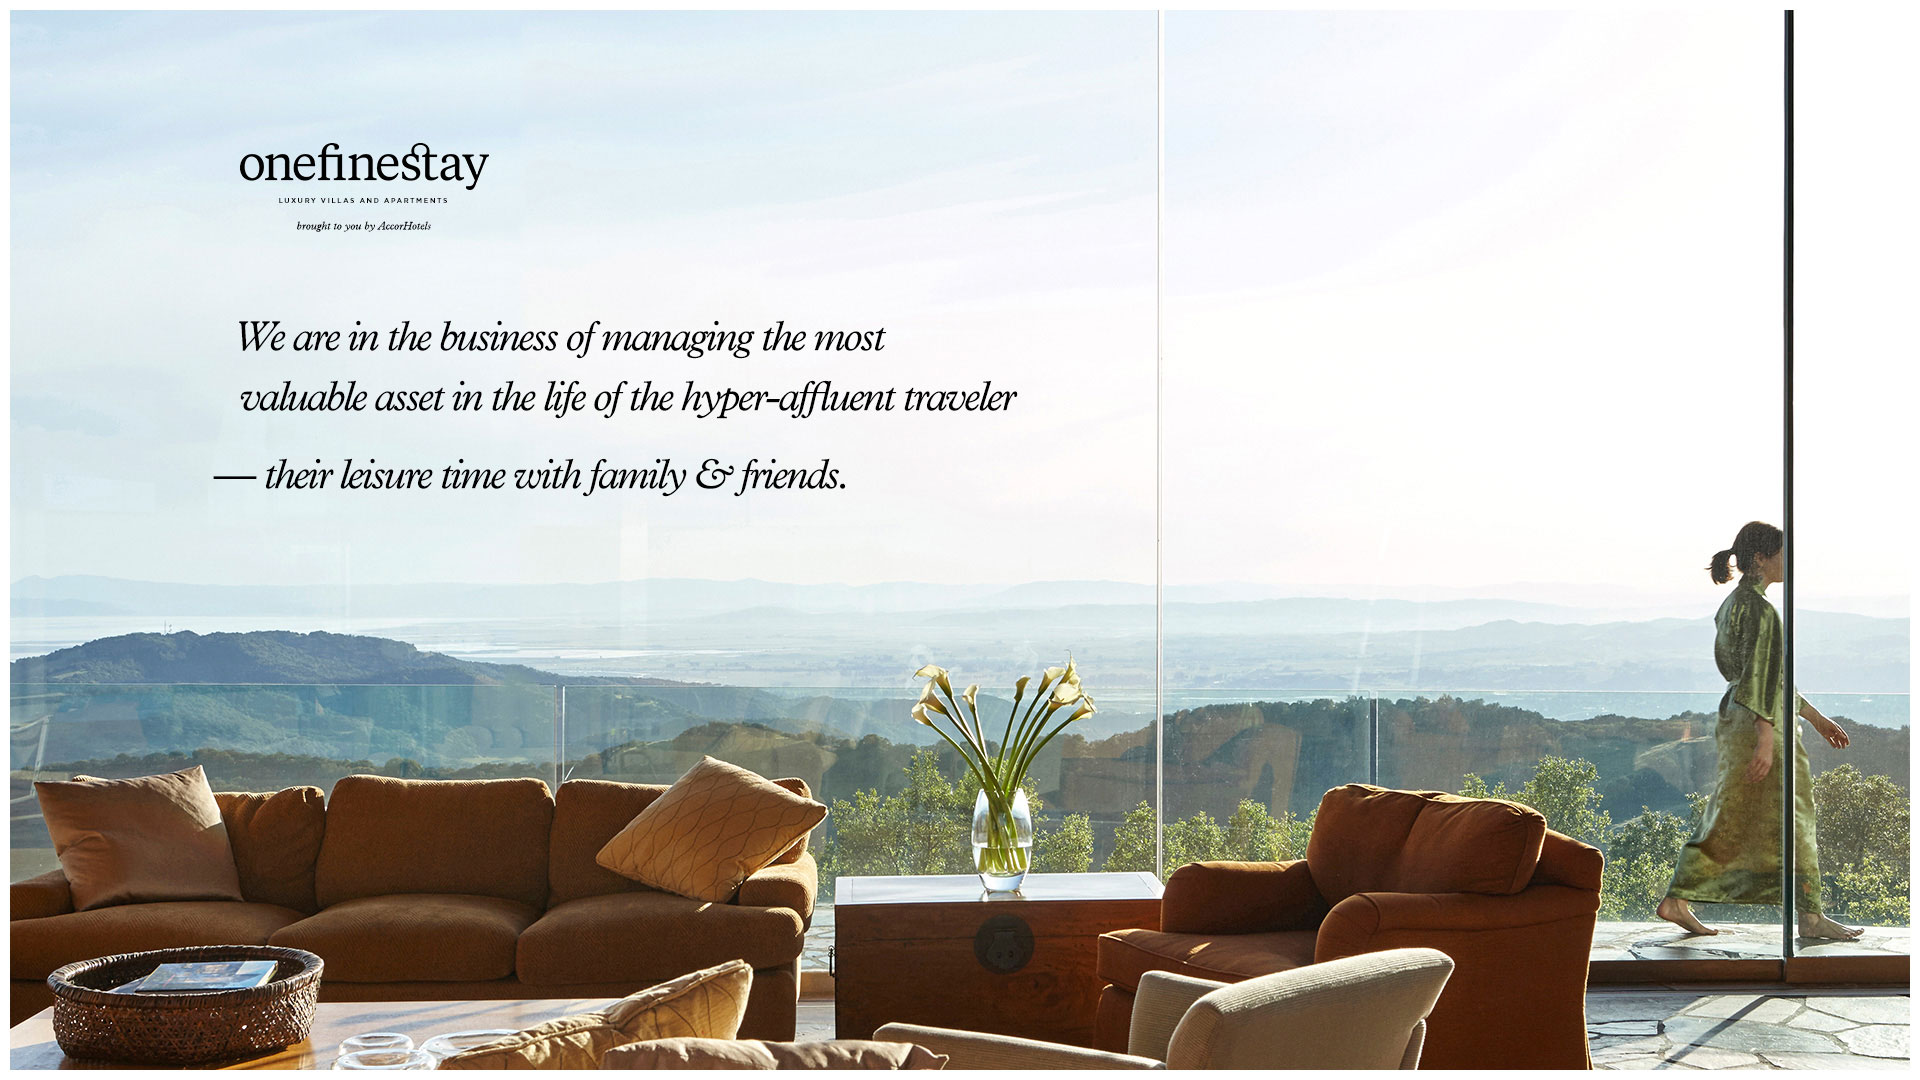 onefinestay
LUXURY VILLAS AND APARTMENTS
brought to you by AccorHotels
We are in the business of managing the most
valuable asset in the life of the hyper-affluent traveler
— their leisure time with family & friends.